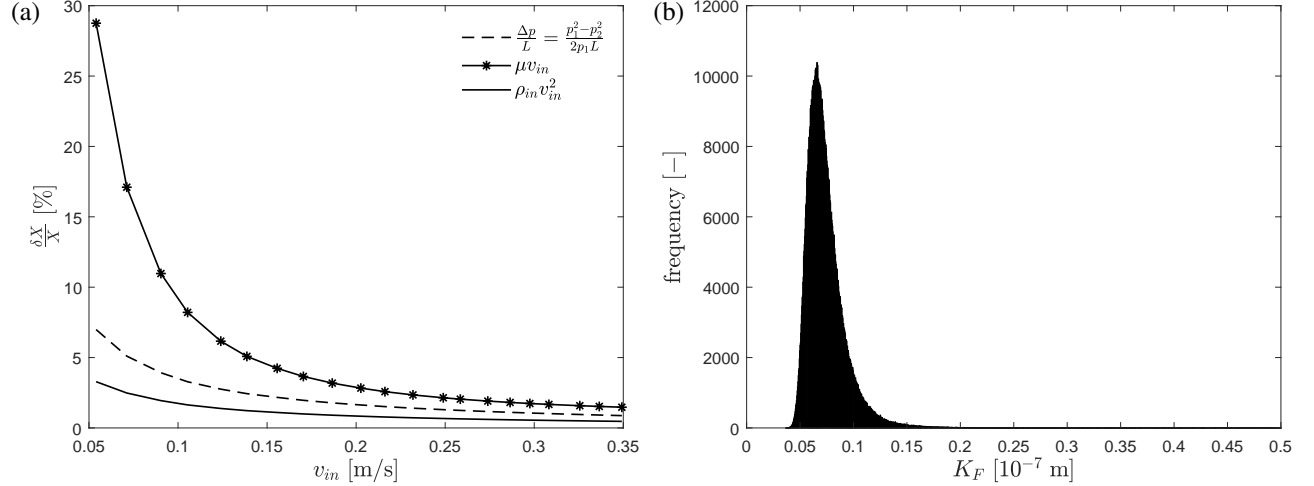 (a)
30
25
20
15
10
5
0
δX/X [%]
Δp/L = p₁²−p₂²/2p₁L
μv_in
ρ_in v_in²
0.05 0.1 0.15 0.2 0.25 0.3 0.35
v_in [m/s]
(b)
12000
10000
8000
6000
4000
2000
0
frequency [−]
0 0.05 0.1 0.15 0.2 0.25 0.3 0.35 0.4 0.45 0.5
K_F [10⁻⁷ m]